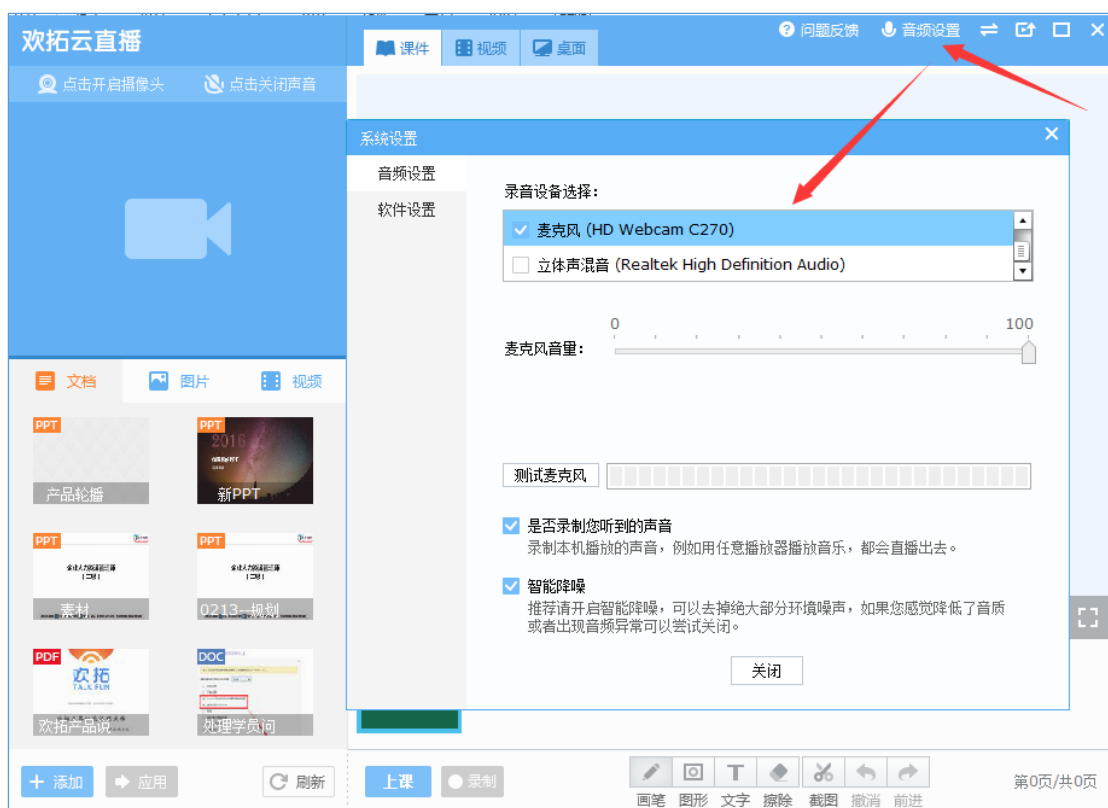 欢拓云直播
课件
视频
桌面
问题反馈
音频设置
点击开启摄像头
点击关闭声音
系统设置
音频设置
软件设置
录音设备选择：
麦克风 (HD Webcam C270)
立体声混音 (Realtek High Definition Audio)
0
100
麦克风音量：
测试麦克风
是否录制您听到的声音
录制本机播放的声音，例如用任意播放器播放音乐，都会直播出去。
智能降噪
推荐请开启智能降噪，可以去掉绝大部分环境噪声，如果您感觉降低了音质
或者出现音频异常可以尝试关闭。
关闭
文档
图片
视频
PPT
产品轮播
PPT
2016
新PPT
PPT
素材
PPT
0213--规划
PDF
欢拓
TALK FUN
欢拓产品说
DOC
处理学员问
添加
应用
刷新
上课
录制
画笔
图形
文字
擦除
截图
撤消
前进
第0页/共0页